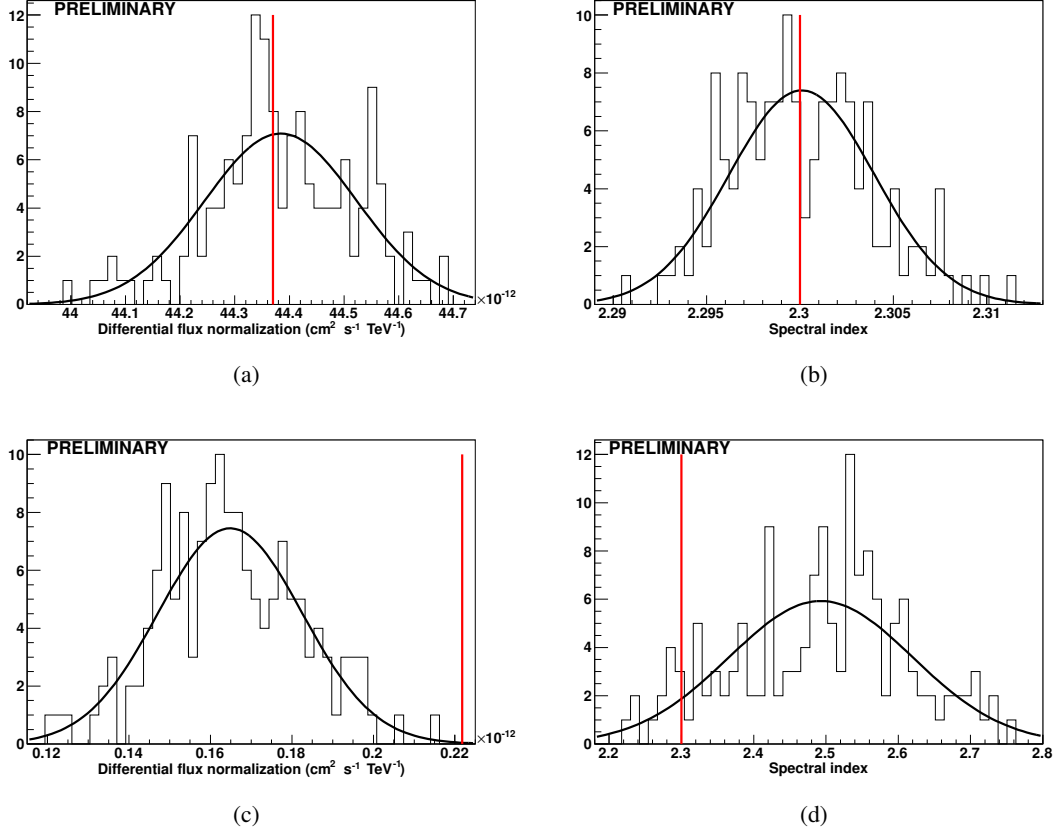 PRELIMINARY
12
10
8
6
4
2
0
44 44.1 44.2 44.3 44.4 44.5 44.6 44.7 ×10⁻¹²
Differential flux normalization (cm² s⁻¹ TeV⁻¹)
(a)
PRELIMINARY
10
8
6
4
2
0
2.29 2.295 2.3 2.305 2.31
Spectral index
(b)
PRELIMINARY
10
8
6
4
2
0
0.12 0.14 0.16 0.18 0.2 0.22 ×10⁻¹²
Differential flux normalization (cm² s⁻¹ TeV⁻¹)
(c)
PRELIMINARY
12
10
8
6
4
2
0
2.2 2.3 2.4 2.5 2.6 2.7 2.8
Spectral index
(d)